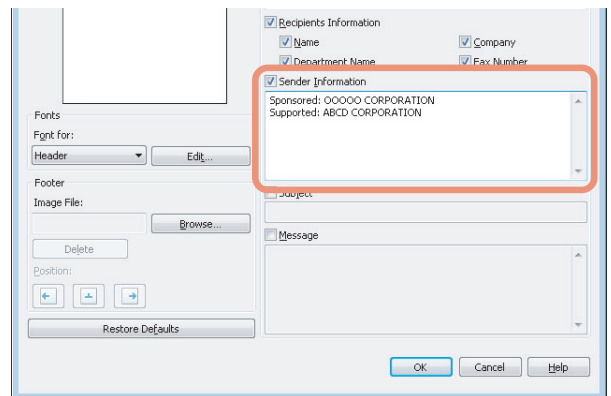 Recipients Information
Name
Company
Department Name
Fax Number
Sender Information
Sponsored: OOOOO CORPORATION
Supported: ABCD CORPORATION
Fonts
Font for:
Header
Edit...
Footer
Image File:
Browse...
Delete
Position:
Restore Defaults
Subject
Message
OK
Cancel
Help